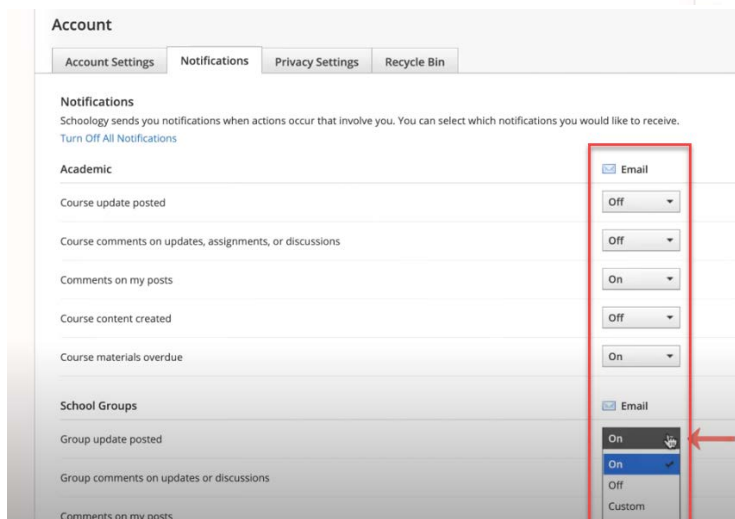 Account
Account Settings Notifications Privacy Settings Recycle Bin
Notifications
Schoology sends you notifications when actions occur that involve you. You can select which notifications you would like to receive.
Turn Off All Notifications
Academic Email
Course update posted Off
Course comments on updates, assignments, or discussions Off
Comments on my posts On
Course content created Off
Course materials overdue On
School Groups Email
Group update posted On
On
Group comments on updates or discussions Off
Custom
Comments on my posts